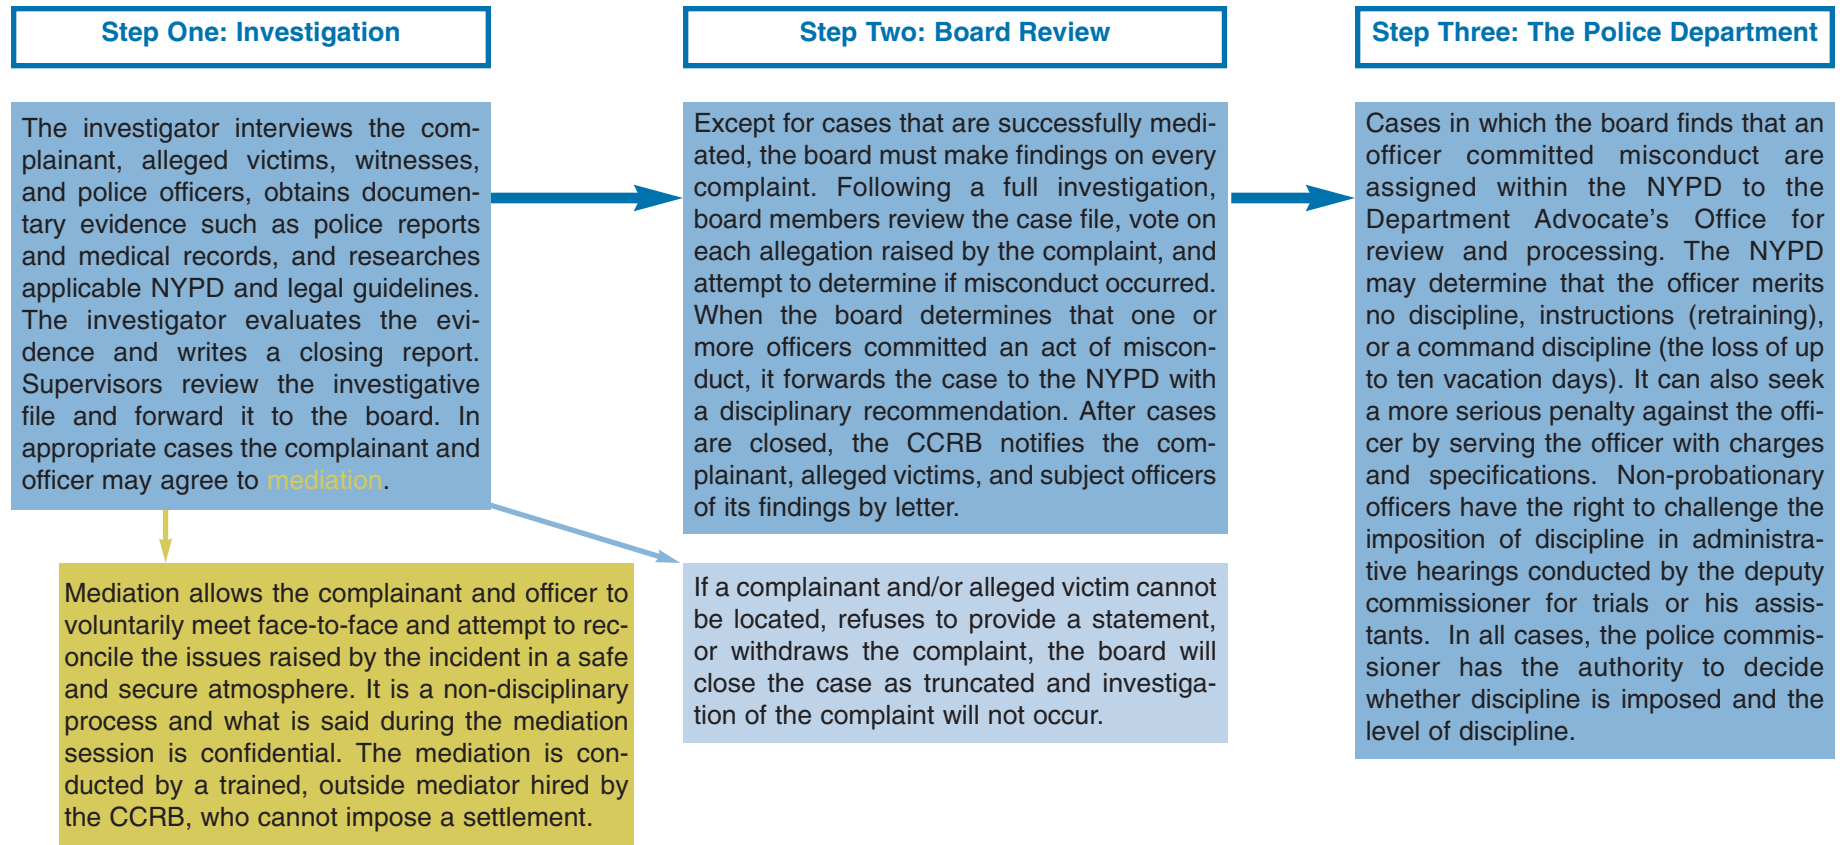 Step One: Investigation
The investigator interviews the com-
plainant, alleged victims, witnesses,
and police officers, obtains documen-
tary evidence such as police reports
and medical records, and researches
applicable NYPD and legal guidelines.
The investigator evaluates the evi-
dence and writes a closing report.
Supervisors review the investigative
file and forward it to the board. In
appropriate cases the complainant and
officer may agree to mediation.
Mediation allows the complainant and officer to
voluntarily meet face-to-face and attempt to rec-
oncile the issues raised by the incident in a safe
and secure atmosphere. It is a non-disciplinary
process and what is said during the mediation
session is confidential. The mediation is con-
ducted by a trained, outside mediator hired by
the CCRB, who cannot impose a settlement.
Step Two: Board Review
Except for cases that are successfully medi-
ated, the board must make findings on every
complaint. Following a full investigation,
board members review the case file, vote on
each allegation raised by the complaint, and
attempt to determine if misconduct occurred.
When the board determines that one or
more officers committed an act of miscon-
duct, it forwards the case to the NYPD with
a disciplinary recommendation. After cases
are closed, the CCRB notifies the com-
plainant, alleged victims, and subject officers
of its findings by letter.
If a complainant and/or alleged victim cannot
be located, refuses to provide a statement,
or withdraws the complaint, the board will
close the case as truncated and investiga-
tion of the complaint will not occur.
Step Three: The Police Department
Cases in which the board finds that an
officer committed misconduct are
assigned within the NYPD to the
Department Advocate's Office for
review and processing. The NYPD
may determine that the officer merits
no discipline, instructions (retraining),
or a command discipline (the loss of up
to ten vacation days). It can also seek
a more serious penalty against the offi-
cer by serving the officer with charges
and specifications. Non-probationary
officers have the right to challenge the
imposition of discipline in administra-
tive hearings conducted by the deputy
commissioner for trials or his assis-
tants.  In all cases, the police commis-
sioner has the authority to decide
whether discipline is imposed and the
level of discipline.